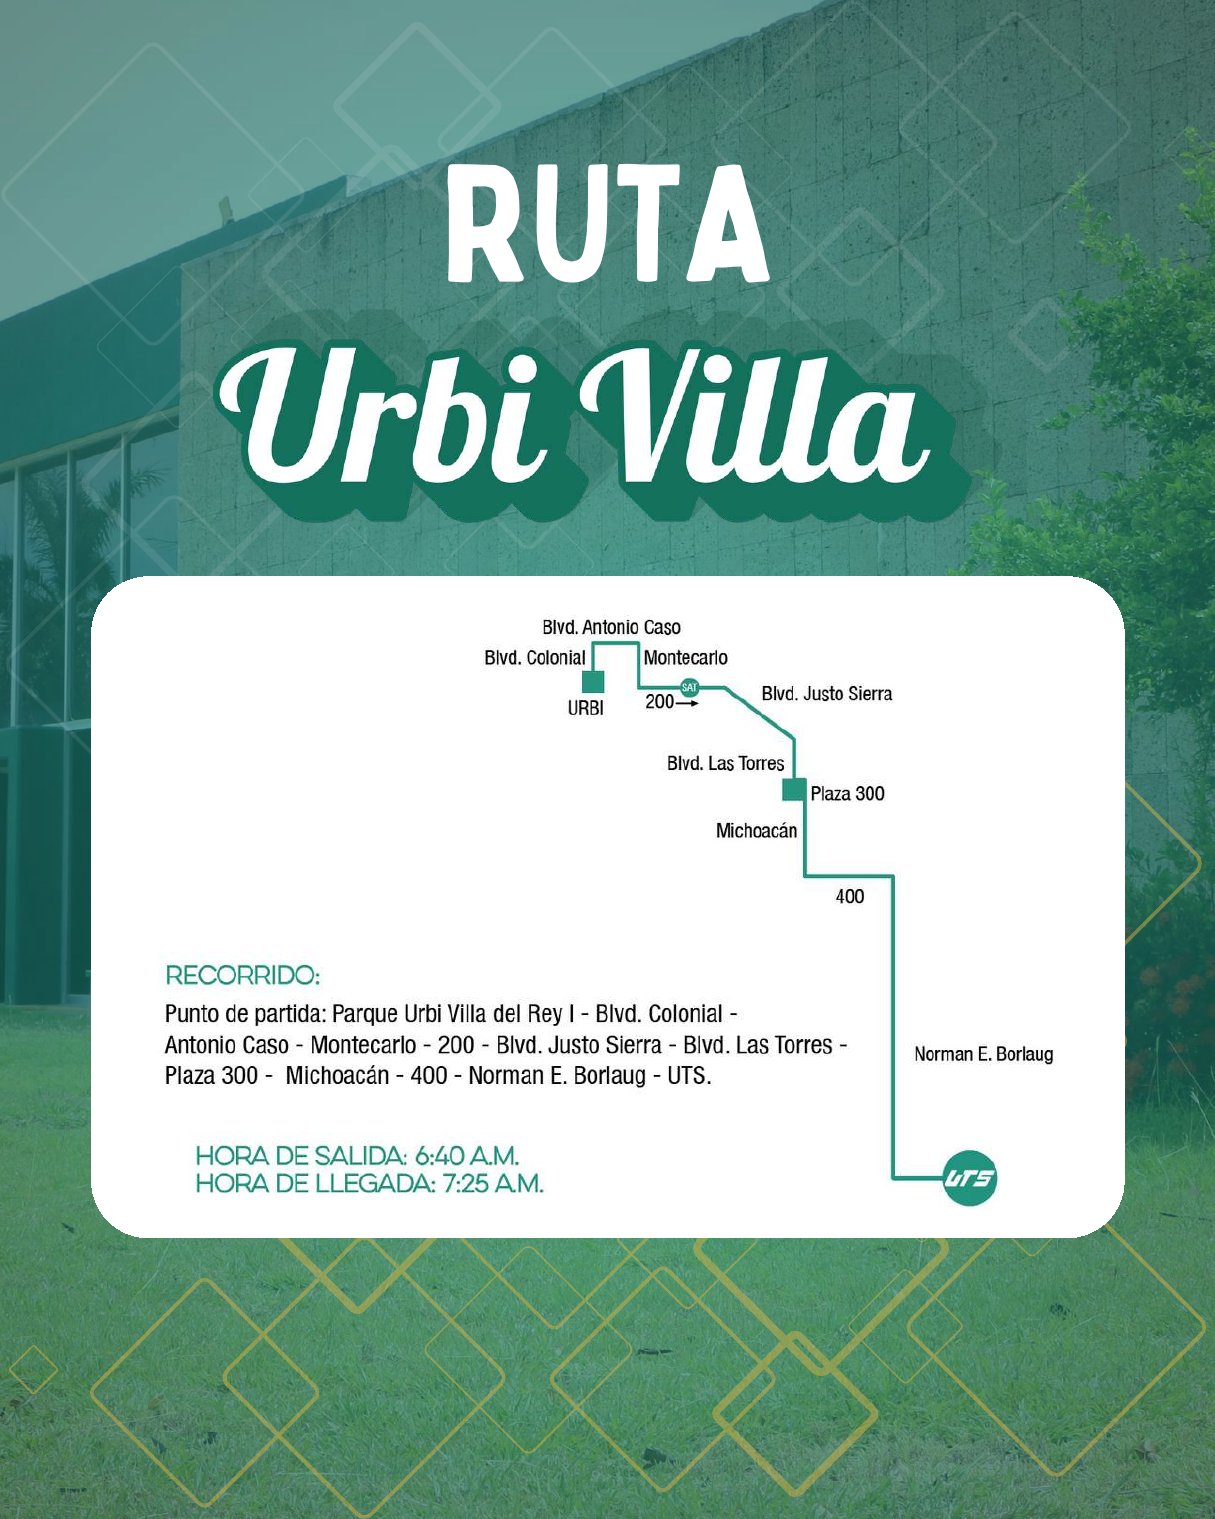 RUTA
Urbi Villa
Blvd. Antonio Caso
Blvd. Colonial
Montecarlo
SAT
200
URBI
Blvd. Justo Sierra
Blvd. Las Torres
Plaza 300
Michoacán
400
RECORRIDO:
Punto de partida: Parque Urbi Villa del Rey I - Blvd. Colonial -
Antonio Caso - Montecarlo - 200 - Blvd. Justo Sierra - Blvd. Las Torres -
Plaza 300 - Michoacán - 400 - Norman E. Borlaug - UTS.
Norman E. Borlaug
HORA DE SALIDA: 6:40 A.M.
HORA DE LLEGADA: 7:25 A.M.
UTS